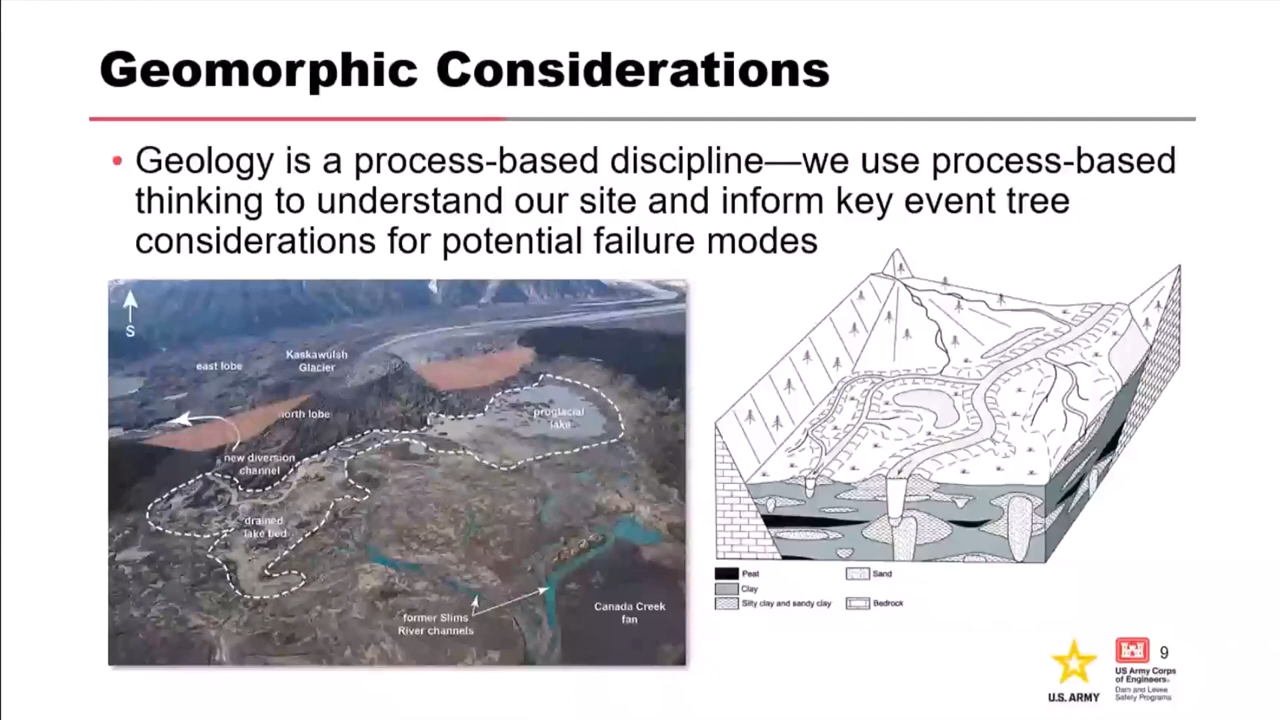 Geomorphic Considerations
• Geology is a process-based discipline—we use process-based
thinking to understand our site and inform key event tree
considerations for potential failure modes
S
east lobe
Kaskawulsh
Glacier
north lobe
proglacial
lake
new diversion
channel
drained
lake bed
former Slims
River channels
Canada Creek
fan
Peat
Sand
Clay
Silty clay and sandy clay
Bedrock
U.S. ARMY
US Army Corps
of Engineers®
Dam and Levee
Safety Programs
9